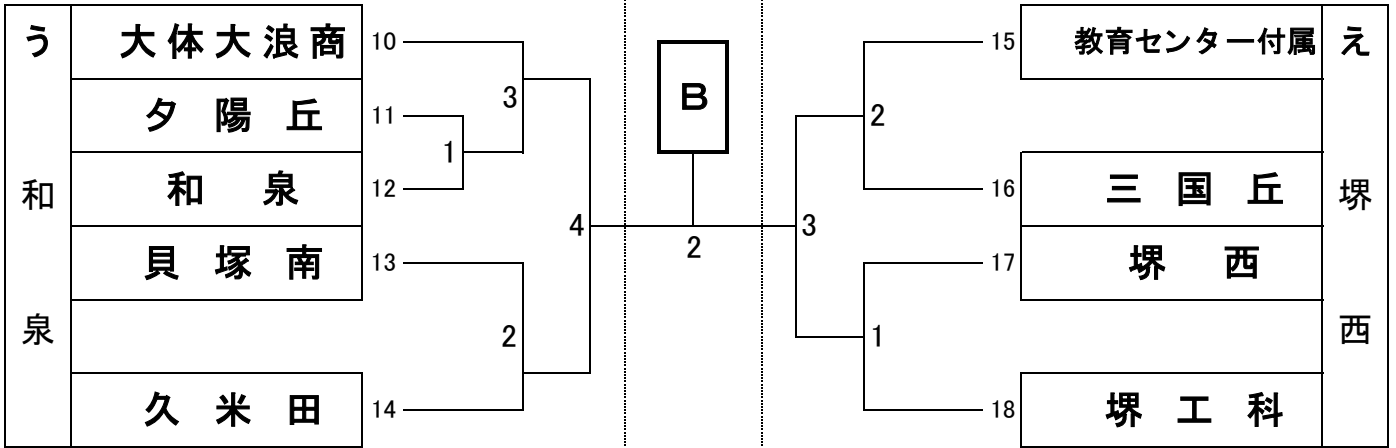 う 和 泉
大体大浪商 10
夕陽丘 11
和泉 12
貝塚南 13
久米田 14
3
1
2
4
B
2
3
2
1
15 教育センター付属
16 三国丘
17 堺西
18 堺工科
え 堺 西